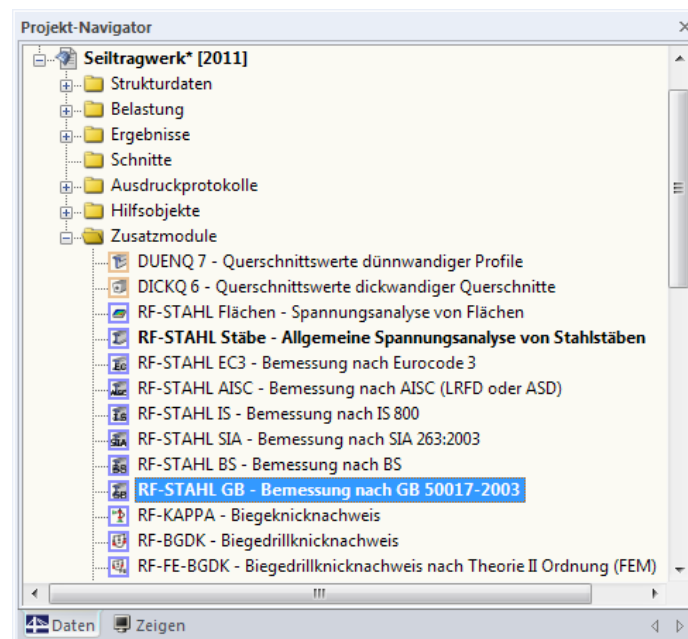 Projekt-Navigator
Seiltragwerk* [2011]
Strukturdaten
Belastung
Ergebnisse
Schnitte
Ausdruckprotokolle
Hilfsobjekte
Zusatzmodule
DUENQ 7 - Querschnittswerte dünnwandiger Profile
DICKQ 6 - Querschnittswerte dickwandiger Querschnitte
RF-STAHL Flächen - Spannungsanalyse von Flächen
RF-STAHL Stäbe - Allgemeine Spannungsanalyse von Stahlstäben
RF-STAHL EC3 - Bemessung nach Eurocode 3
RF-STAHL AISC - Bemessung nach AISC (LRFD oder ASD)
RF-STAHL IS - Bemessung nach IS 800
RF-STAHL SIA - Bemessung nach SIA 263:2003
RF-STAHL BS - Bemessung nach BS
RF-STAHL GB - Bemessung nach GB 50017-2003
RF-KAPPA - Biegeknicknachweis
RF-BGDK - Biegedrillknicknachweis
RF-FE-BGDK - Biegedrillknicknachweis nach Theorie II Ordnung (FEM)
Daten Zeigen